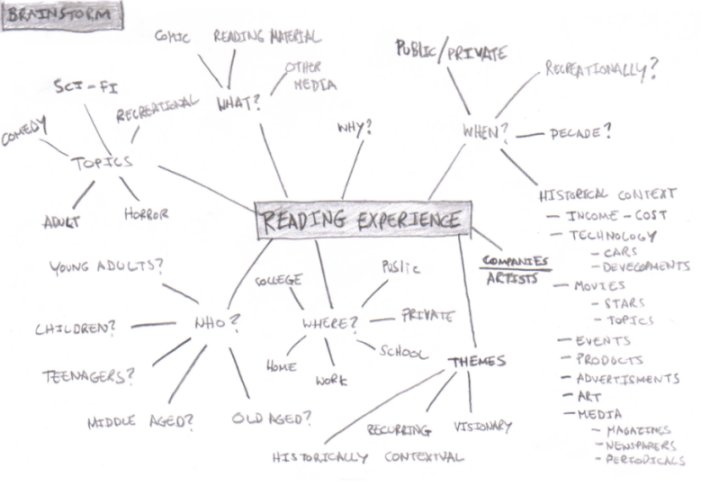 BRAINSTORM
COMIC
READING MATERIAL
OTHER
MEDIA
WHAT?
PUBLIC/PRIVATE
RECREATIONALLY?
WHEN?
DECADE?
HISTORICAL CONTEXT
- INCOME - COST
- TECHNOLOGY
- CARS
- DEVELOPMENTS
- MOVIES
- STARS
- TOPICS
- EVENTS
- PRODUCTS
- ADVERTISMENTS
- ART
- MEDIA
- MAGAZINES
- NEWSPAPERS
- PERIODICALS
SCI-FI
COMEDY
RECREATIONAL
TOPICS
ADULT
HORROR
WHY?
READING EXPERIENCE
COMPANIES
ARTISTS
YOUNG ADULTS?
CHILDREN?
WHO?
TEENAGERS?
MIDDLE AGED?
OLD AGED?
COLLEGE
PUBLIC
WHERE?
PRIVATE
HOME
WORK
SCHOOL
THEMES
RECURRING
VISIONARY
HISTORICALLY CONTEXTUAL